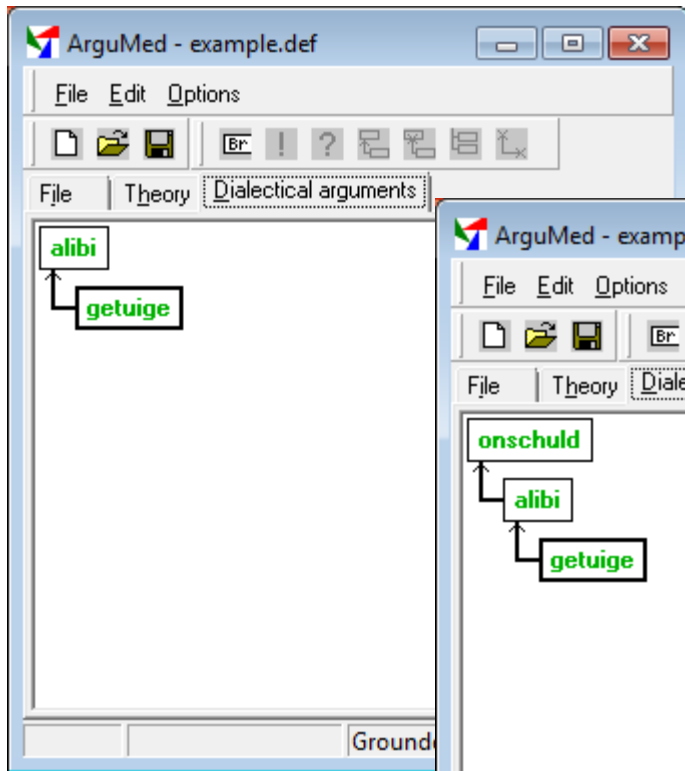 ArguMed - example.def
File Edit Options
Br ! ?
File Theory Dialectical arguments
alibi
getuige
ArguMed - examp
File Edit Options
Br
File Theory Diale
onschuld
alibi
getuige
Grounde